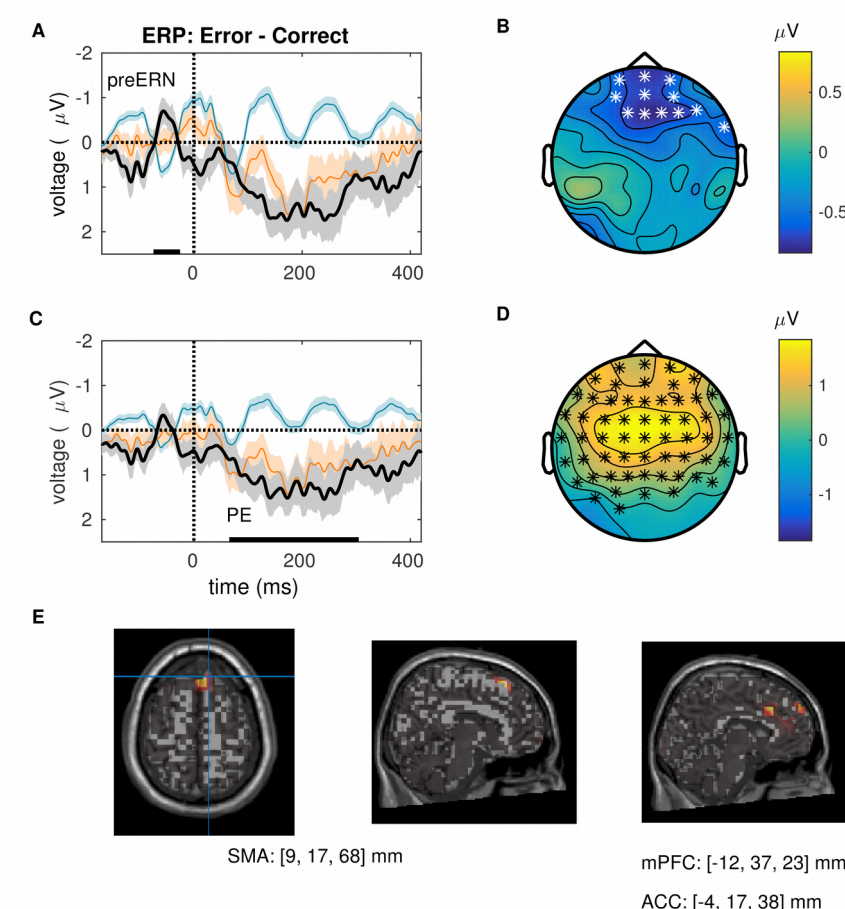 A
ERP: Error - Correct
B
μV
-2
-1
0
1
2
voltage ( μV)
preERN
0
200
400
0.5
0
-0.5
C
D
μV
-2
-1
0
1
2
voltage ( μV)
PE
0
200
400
time (ms)
1
0
-1
E
SMA: [9, 17, 68] mm
mPFC: [-12, 37, 23] mm
ACC: [-4, 17, 38] mm